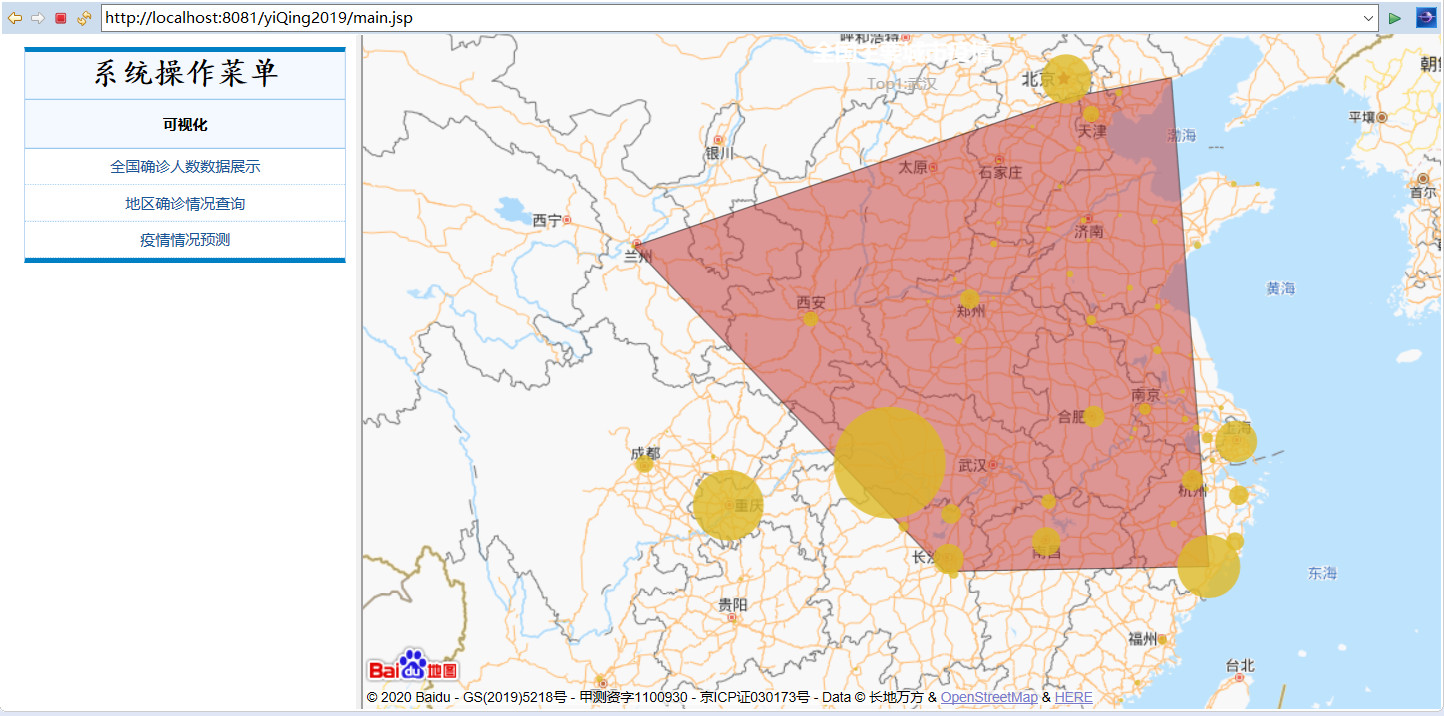 http://localhost:8081/yiQing2019/main.jsp
系统操作菜单
可视化
全国确诊人数数据展示
地区确诊情况查询
疫情情况预测
呼和浩特
Top1:武汉
北京
天津
渤海
平壤
首尔
银川
太原
石家庄
西宁
济南
兰州
黄海
西安
郑州
南京
合肥
上海
成都
武汉
重庆
杭州
长沙
南昌
东海
贵阳
福州
台北
Bai du 地图
© 2020 Baidu - GS(2019)5218号 - 甲测资字1100930 - 京ICP证030173号 - Data © 长地万方 & OpenStreetMap & HERE